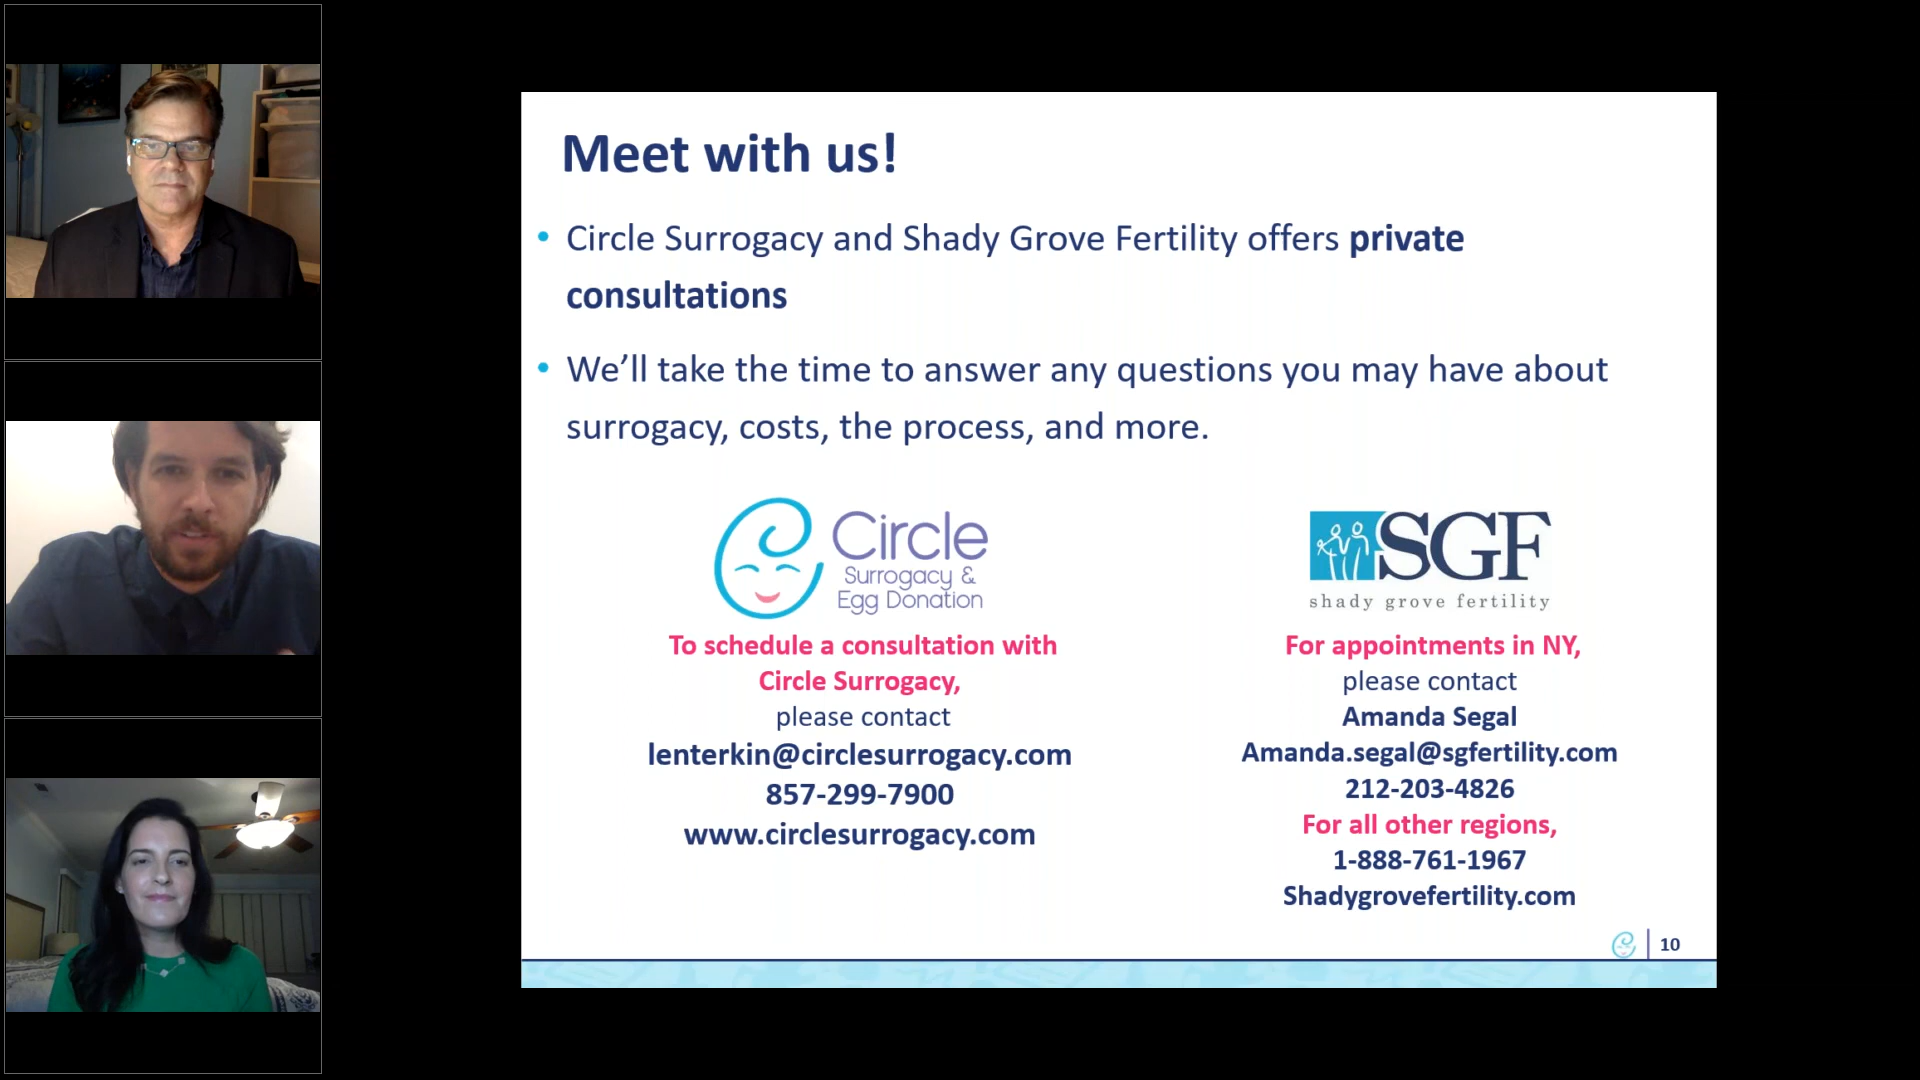 Meet with us!
• Circle Surrogacy and Shady Grove Fertility offers private
consultations
• We’ll take the time to answer any questions you may have about
surrogacy, costs, the process, and more.
Circle
Surrogacy &
Egg Donation
To schedule a consultation with
Circle Surrogacy,
please contact
lenterkin@circlesurrogacy.com
857-299-7900
www.circlesurrogacy.com
SGF
shady grove fertility
For appointments in NY,
please contact
Amanda Segal
Amanda.segal@sgfertility.com
212-203-4826
For all other regions,
1-888-761-1967
Shadygrovefertility.com
10